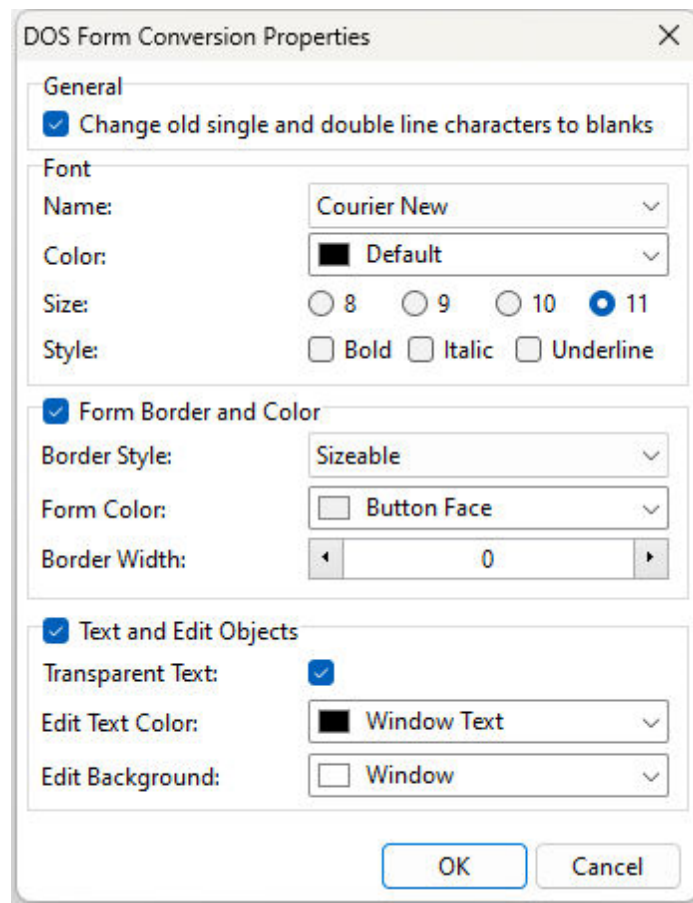 DOS Form Conversion Properties
General
Change old single and double line characters to blanks
Font
Name: Courier New
Color: Default
Size: 8 9 10 11
Style: Bold Italic Underline
Form Border and Color
Border Style: Sizeable
Form Color: Button Face
Border Width: 0
Text and Edit Objects
Transparent Text:
Edit Text Color: Window Text
Edit Background: Window
OK Cancel